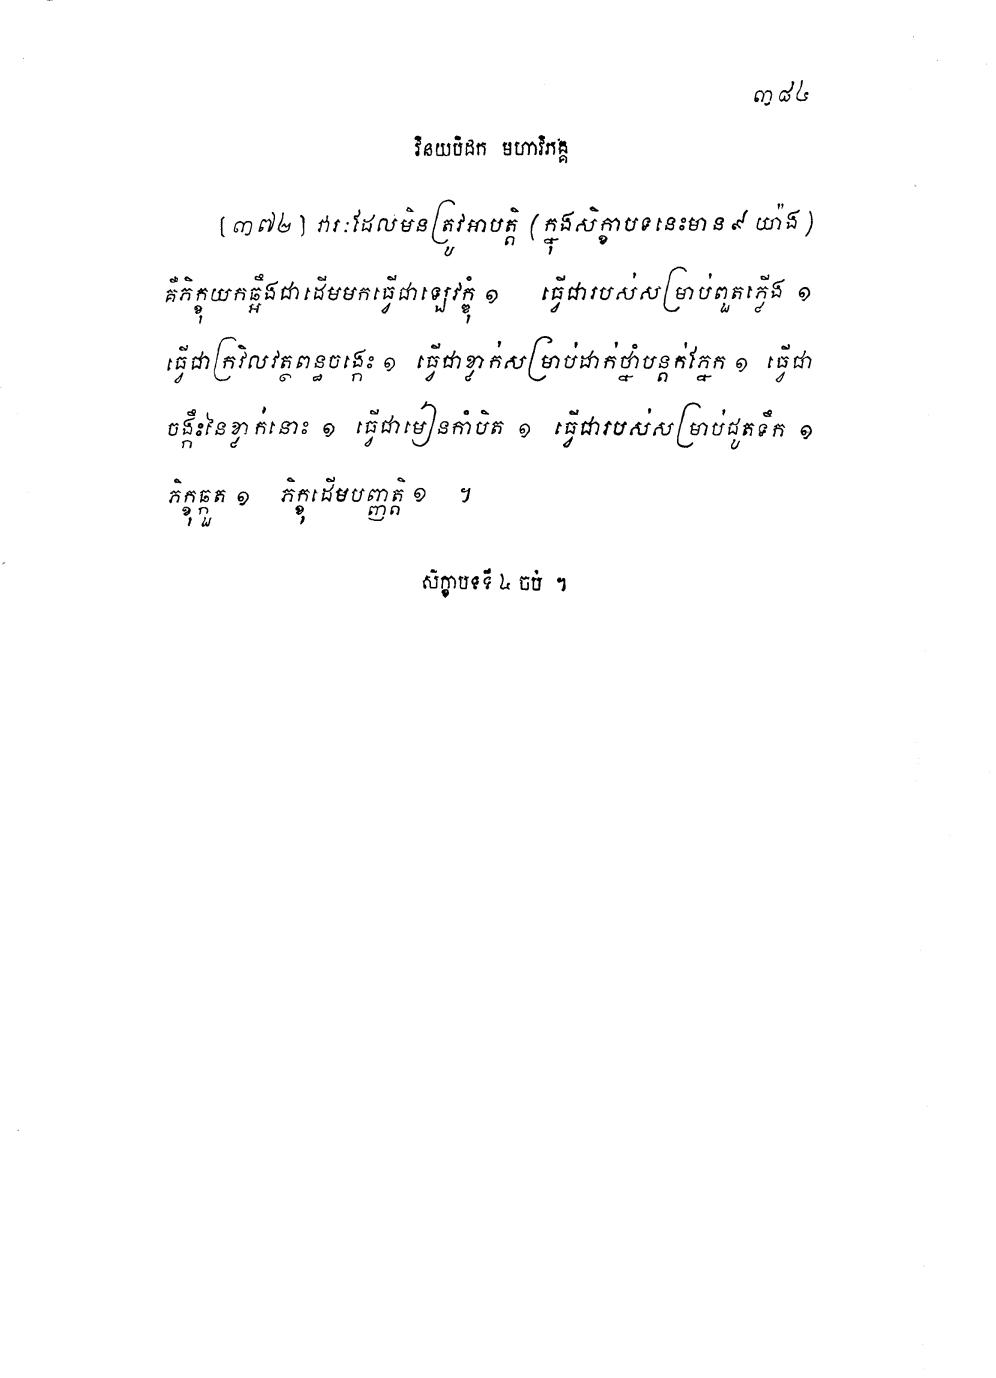 ៣៨៤
វិនយបិដក មហាវិភង្គ
[៣៧២] វារៈដែលមិនត្រូវអាបត្តិ (ក្នុងសិក្ខាបទនេះមាន ៩ យ៉ាង)
គឺភិក្ខុយកឆ្អឹងជាដើមមកធ្វើជាឡេវក្ឌុំ ១ ធ្វើជារបស់សម្រាប់ពួតភ្លើង ១
ធ្វើជាក្រវិលវត្ថពន្ធចង្កេះ ១ ធ្វើជាខ្វាក់សម្រាប់ដាក់ថ្នាំបន្តក់ភ្នែក ១ ធ្វើជា
ចង្កឹះនៃខ្វាក់នោះ ១ ធ្វើជាមៀនកាំបិត ១ ធ្វើជារបស់សម្រាប់ជូតទឹក ១
ភិក្ខុឆ្កួត ១ ភិក្ខុដើមបញ្ញត្តិ ១ ។
សិក្ខាបទទី ៤ ចប់ ។